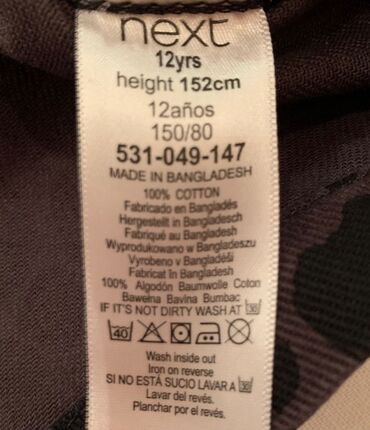 next
12yrs
height 152cm
12años
150/80
531-049-147
MADE IN BANGLADESH
100% COTTON
Fabricado en Bangladés
Hergestellt in Bangladesch
Fabriqué au Bangladesh
Wyprodukowano w Bangladeszu
Vyrobeno v Bangladéši
Fabricat în Bangladesh
100% Algodón Baumwolle Coton
Bawełna Bavlna Bumbac
IF IT'S NOT DIRTY WASH AT 30
40
Wash inside out
Iron on reverse
SI NO ESTÁ SUCIO LAVAR A 30
Lavar del revés.
Planchar por el revés.